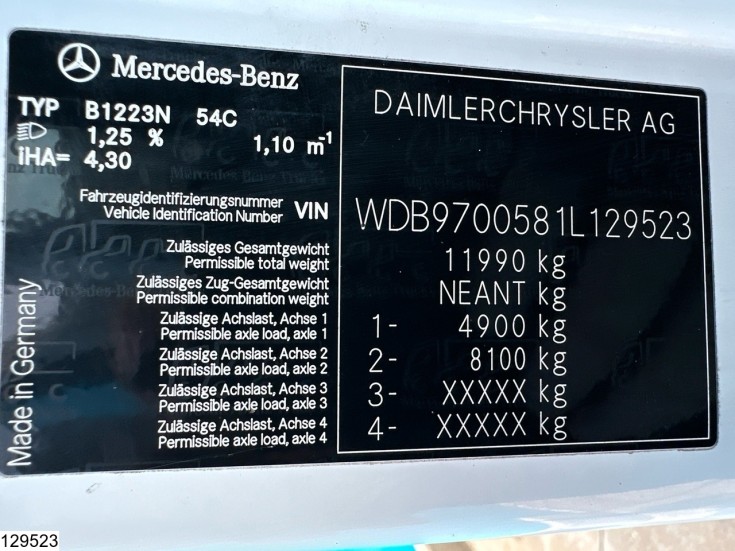 Mercedes-Benz
TYP B1223N 54C
1,25 % 1,10 m⁻¹
iHA= 4,30
DAIMLERCHRYSLER AG
Fahrzeugidentifizierungsnummer
Vehicle Identification Number VIN WDB9700581L129523
Zulässiges Gesamtgewicht
Permissible total weight 11990 kg
Zulässiges Zug-Gesamtgewicht
Permissible combination weight NEANT kg
Zulässige Achslast, Achse 1
Permissible axle load, axle 1 1- 4900 kg
Zulässige Achslast, Achse 2
Permissible axle load, axle 2 2- 8100 kg
Zulässige Achslast, Achse 3
Permissible axle load, axle 3 3- XXXXX kg
Zulässige Achslast, Achse 4
Permissible axle load, axle 4 4- XXXXX kg
Made in Germany
129523